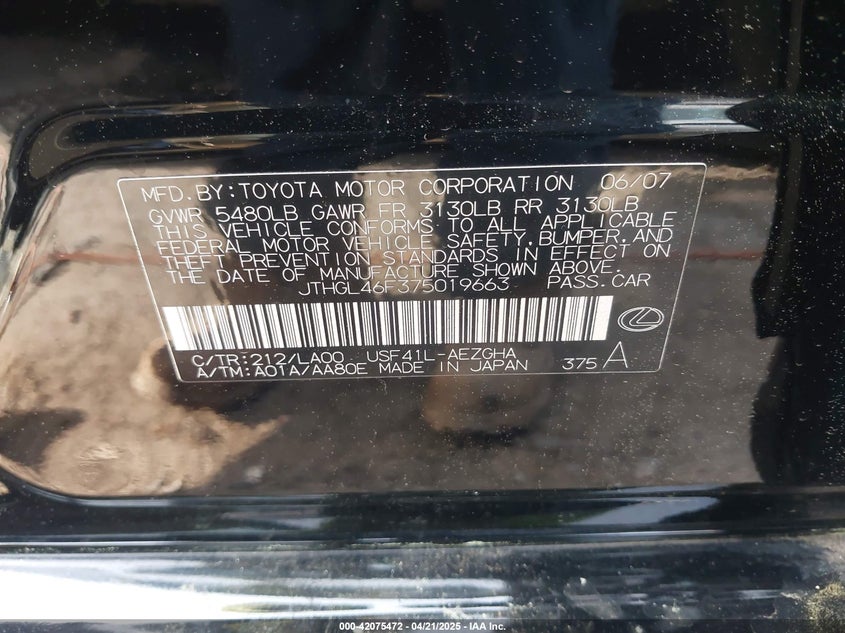 MFD.BY:TOYOTA MOTOR CORPORATION 06/07
GVWR 5480LB GAWR FR 3130LB RR 3130LB
THIS VEHICLE CONFORMS TO ALL APPLICABLE
FEDERAL MOTOR VEHICLE SAFETY,BUMPER,AND
THEFT PREVENTION STANDARDS IN EFFECT ON
THE DATE OF MANUFACTURE SHOWN ABOVE.
JTHGL46F375019663 PASS.CAR
C/TR:212/LA00 USF41L-AEZGHA
A/TM:A01A/AA80E MADE IN JAPAN 375 A
000-42075472 - 04/21/2025 - IAA Inc.